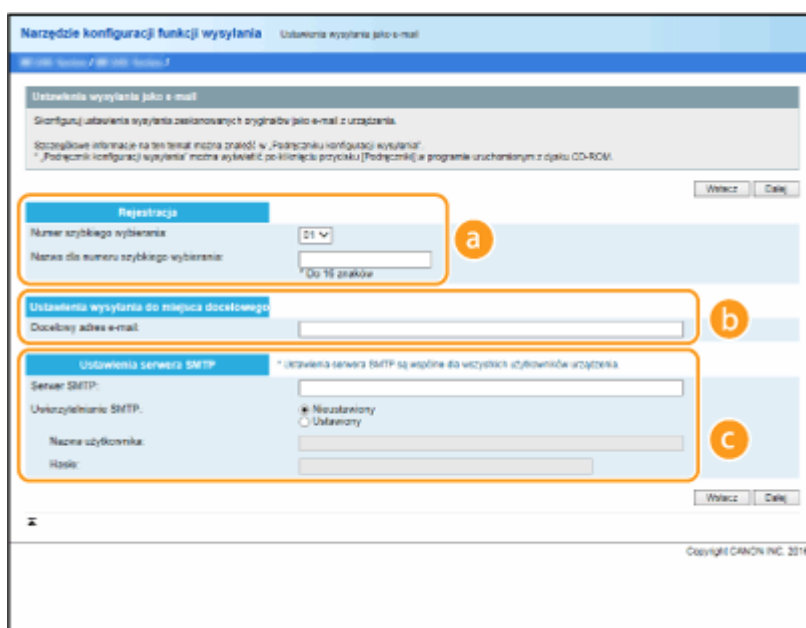 Narzędzie konfiguracji funkcji wysyłania Ustawienia wysyłania jako e-mail
Ustawienia wysyłania jako e-mail
Skonfiguruj ustawienia wysyłania zeskanowanych oryginałów jako e-mail z urządzenia.
Szczegółowe informacje na ten temat można znaleźć w „Podręczniku konfiguracji wysyłania”.
* „Podręcznik konfiguracji wysyłania” można wyświetlić po kliknięciu przycisku [Podręczniki] w programie uruchomionym z dysku CD-ROM.
Wstecz Dalej
Rejestracja
Numer szybkiego wybierania: 01
Nazwa dla numeru szybkiego wybierania:
* Do 16 znaków
a
Ustawienia wysyłania do miejsca docelowego
Docelowy adres e-mail:
b
Ustawienia serwera SMTP * Ustawienia serwera SMTP są wspólne dla wszystkich użytkowników urządzenia.
Serwer SMTP:
Uwierzytelnianie SMTP: Nieustawiony
Ustawiony
Nazwa użytkownika:
Hasło:
c
Wstecz Dalej
Copyright CANON INC. 2016